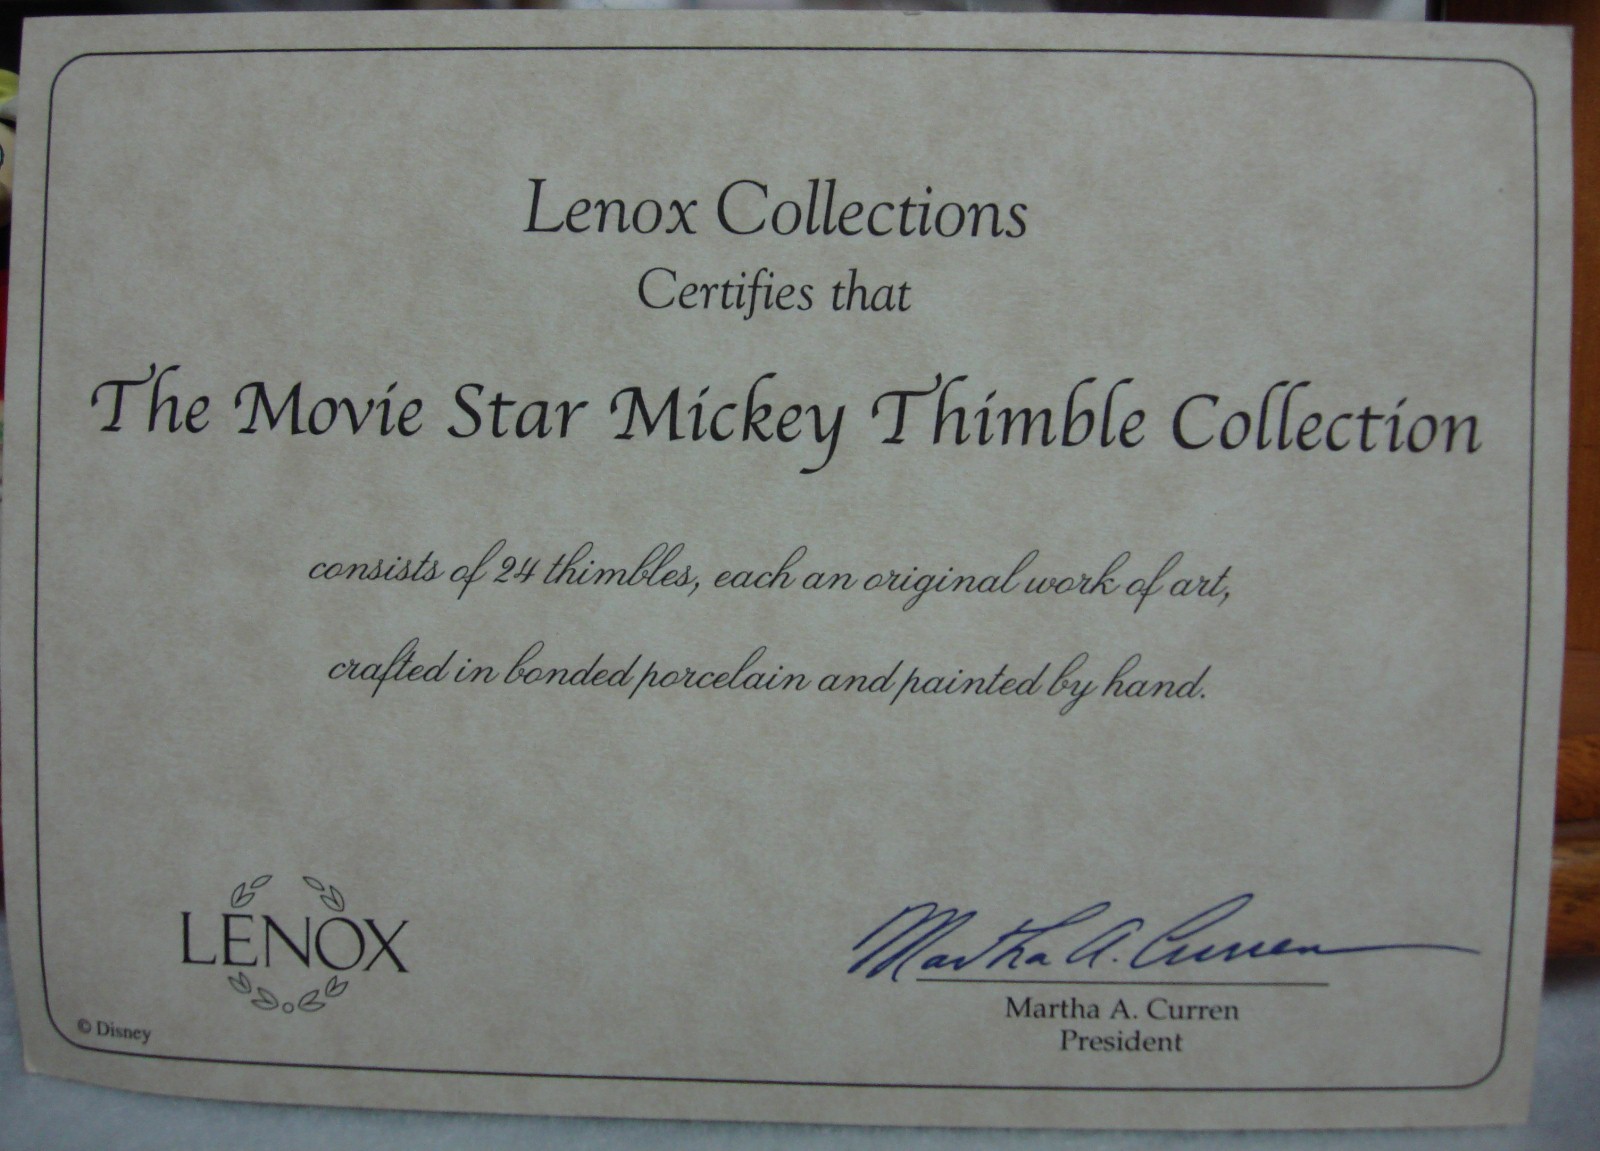 Lenox Collections
Certifies that
The Movie Star Mickey Thimble Collection
consists of 24 thimbles, each an original work of art,
crafted in bonded porcelain and painted by hand.
LENOX
© Disney
Martha A. Curren
Martha A. Curren
President